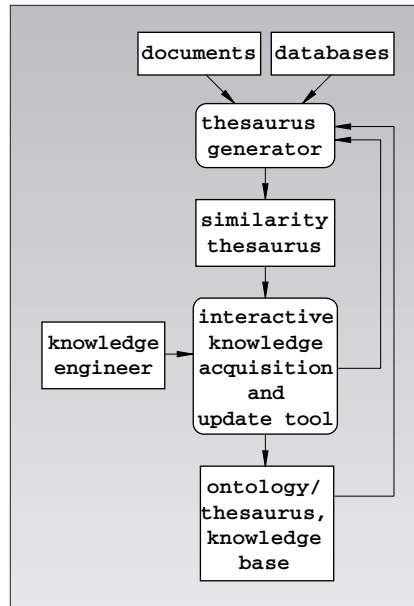 documents
databases
thesaurus
generator
similarity
thesaurus
knowledge
engineer
interactive
knowledge
acquisition
and
update tool
ontology/
thesaurus,
knowledge
base